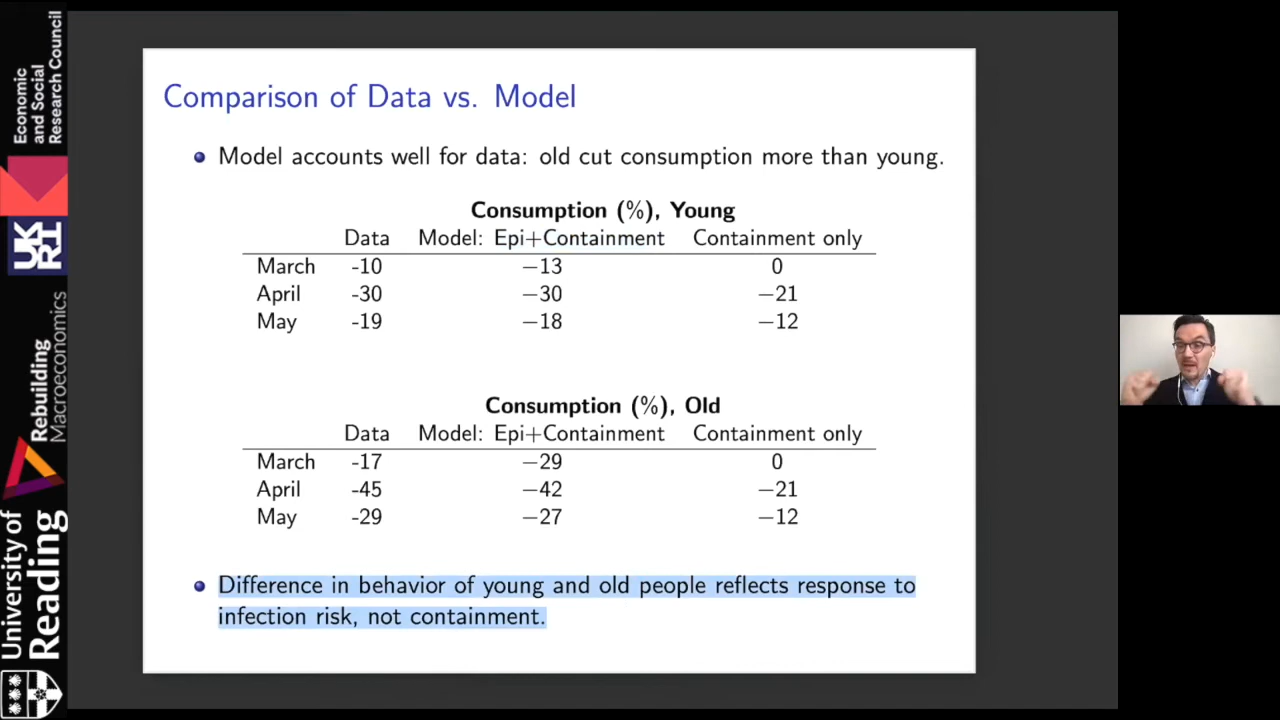 Economic
and Social
Research Council
UK
RI
Rebuilding
Macroeconomics
University of
Reading
Comparison of Data vs. Model
Model accounts well for data: old cut consumption more than young.
Consumption (%), Young
Data Model: Epi+Containment Containment only
March -10 −13 0
April -30 −30 −21
May -19 −18 −12
Consumption (%), Old
Data Model: Epi+Containment Containment only
March -17 −29 0
April -45 −42 −21
May -29 −27 −12
Difference in behavior of young and old people reflects response to
infection risk, not containment.